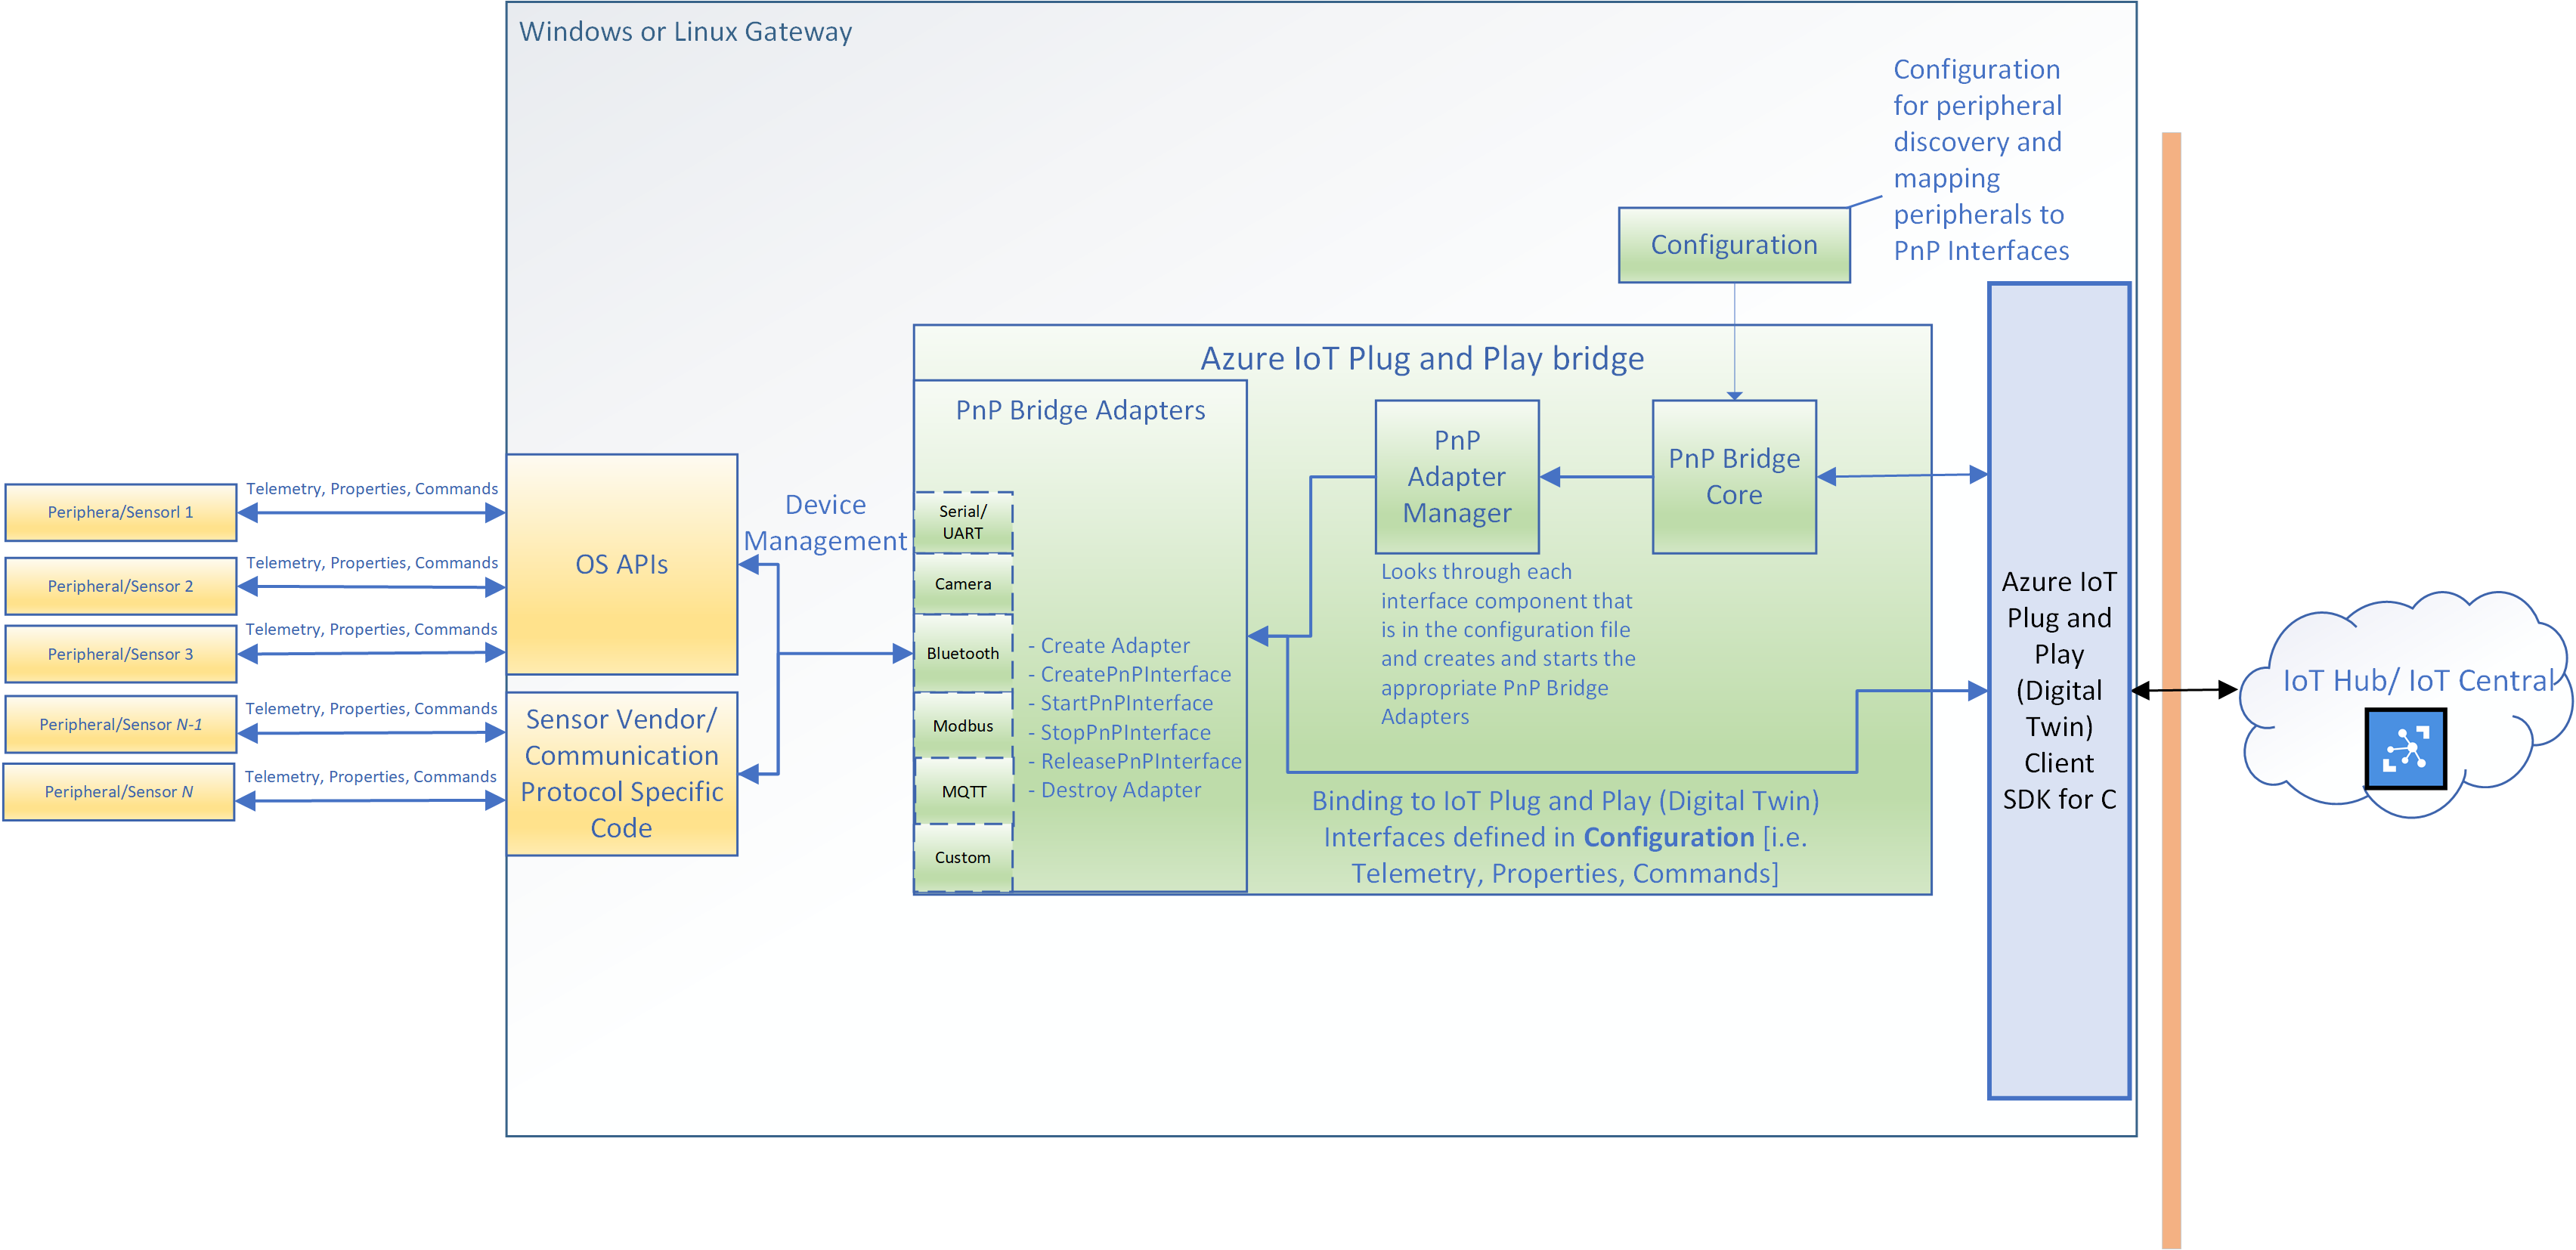 Windows or Linux Gateway
Configuration
for peripheral
discovery and
mapping
peripherals to
PnP Interfaces
Configuration
Azure IoT Plug and Play bridge
PnP Bridge Adapters
PnP
Adapter
Manager
PnP Bridge
Core
Periphera/Sensorl 1
Telemetry, Properties, Commands
Peripheral/Sensor 2
Telemetry, Properties, Commands
Peripheral/Sensor 3
Telemetry, Properties, Commands
Peripheral/Sensor N-1
Telemetry, Properties, Commands
Peripheral/Sensor N
Telemetry, Properties, Commands
OS APIs
Sensor Vendor/
Communication
Protocol Specific
Code
Device
Management
Serial/
UART
Camera
Bluetooth
Modbus
MQTT
Custom
- Create Adapter
- CreatePnPInterface
- StartPnPInterface
- StopPnPInterface
- ReleasePnPInterface
- Destroy Adapter
Looks through each
interface component that
is in the configuration file
and creates and starts the
appropriate PnP Bridge
Adapters
Binding to IoT Plug and Play (Digital Twin)
Interfaces defined in Configuration [i.e.
Telemetry, Properties, Commands]
Azure IoT
Plug and
Play
(Digital
Twin)
Client
SDK for C
IoT Hub/ IoT Central